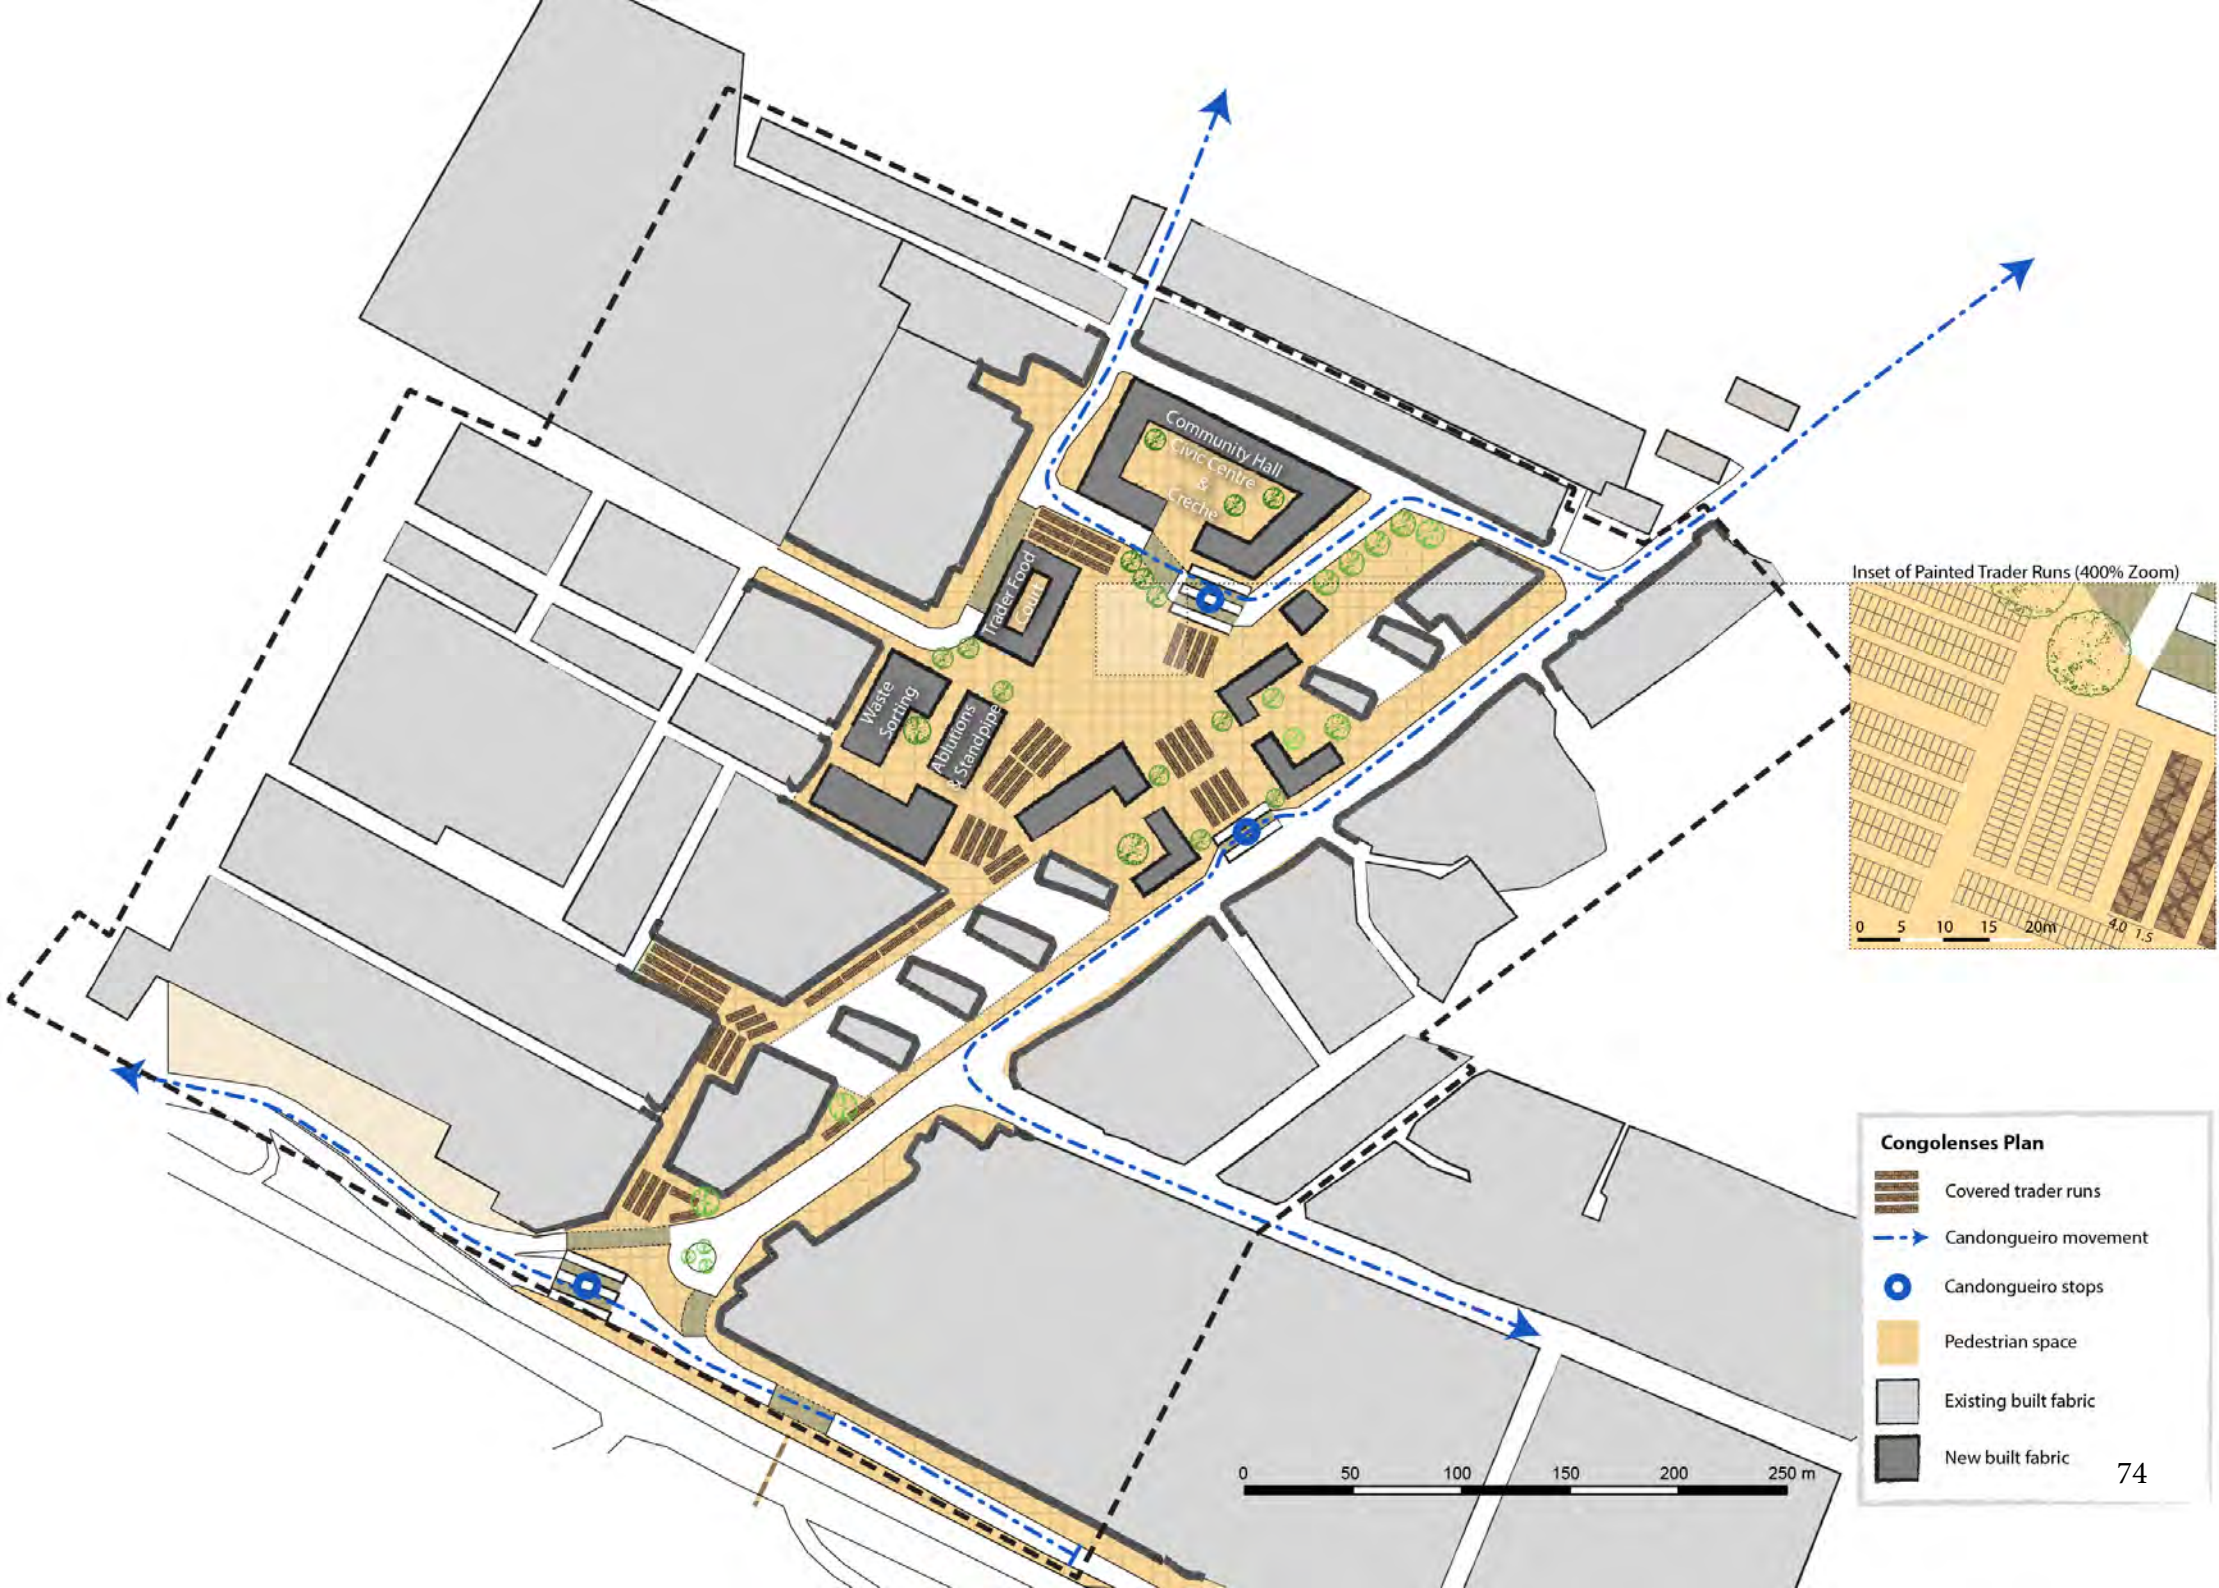 Community Hall
Civic Centre
&
Creche
Trader Food
Court
Waste
Sorting
Ablutions
& Standpipe
Inset of Painted Trader Runs (400% Zoom)
0 5 10 15 20m
4.0 1.5
Congolenses Plan
Covered trader runs
Candongueiro movement
Candongueiro stops
Pedestrian space
Existing built fabric
New built fabric
74
0 50 100 150 200 250 m